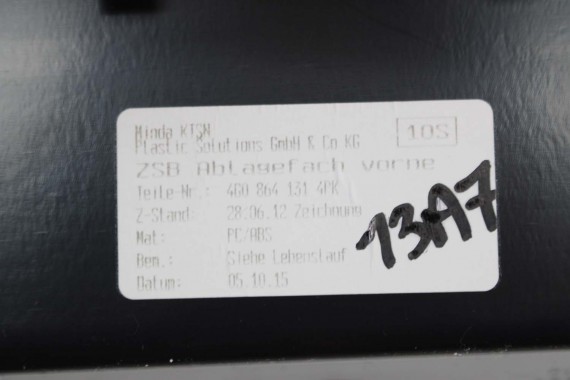 Minda KTSN
Plastic Solutions GmbH & Co KG
10S
ZSB Ablagefach vorne
Teile-Nr.: 4G0 864 131 4PK
Z-Stand: 28.06.12 Zeichnung
Mat: PC/ABS
Bem.: Siehe Lebenslauf
Datum: 05.10.15
13A7